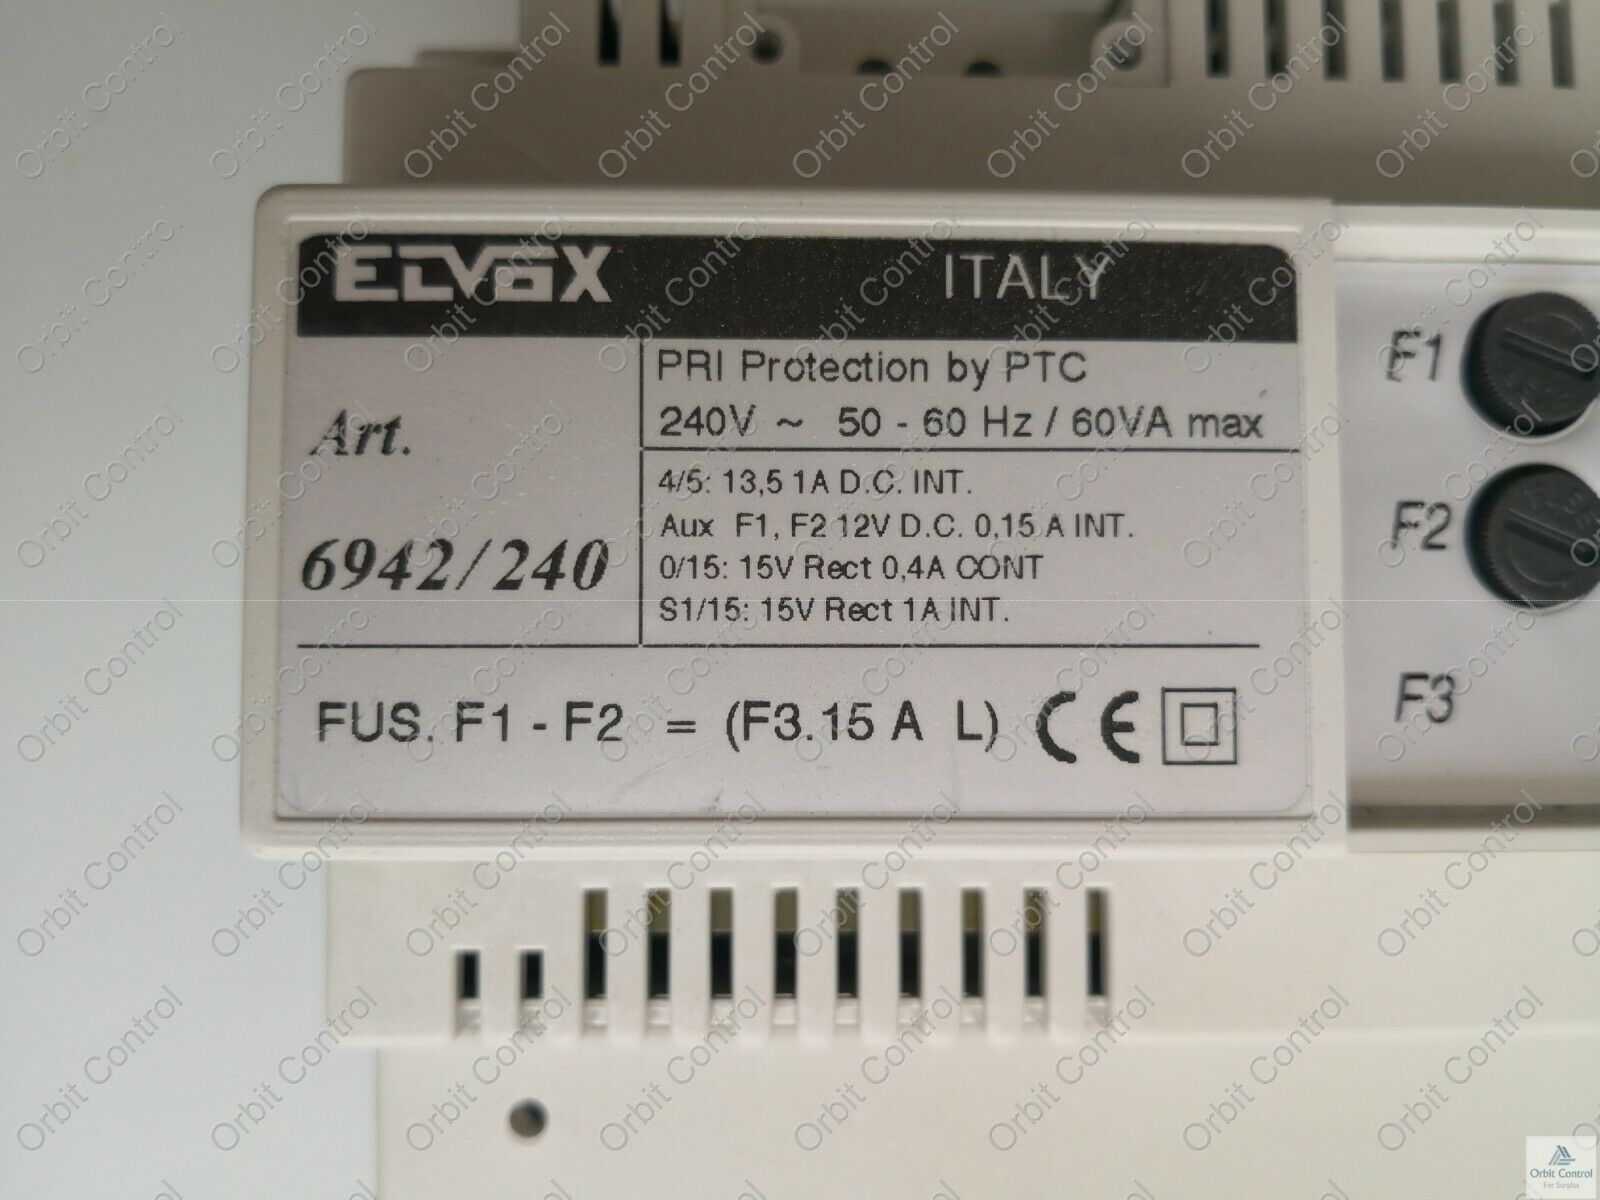 ELVOX ITALY
Art.
6942/240
PRI Protection by PTC
240V ~ 50 - 60 Hz / 60VA max
4/5: 13,5 1A D.C. INT.
Aux F1, F2 12V D.C. 0,15 A INT.
0/15: 15V Rect 0,4A CONT
S1/15: 15V Rect 1A INT.
FUS. F1 - F2 = (F3.15 A L) CE
F1
F2
F3
Orbit Control
For Surplus